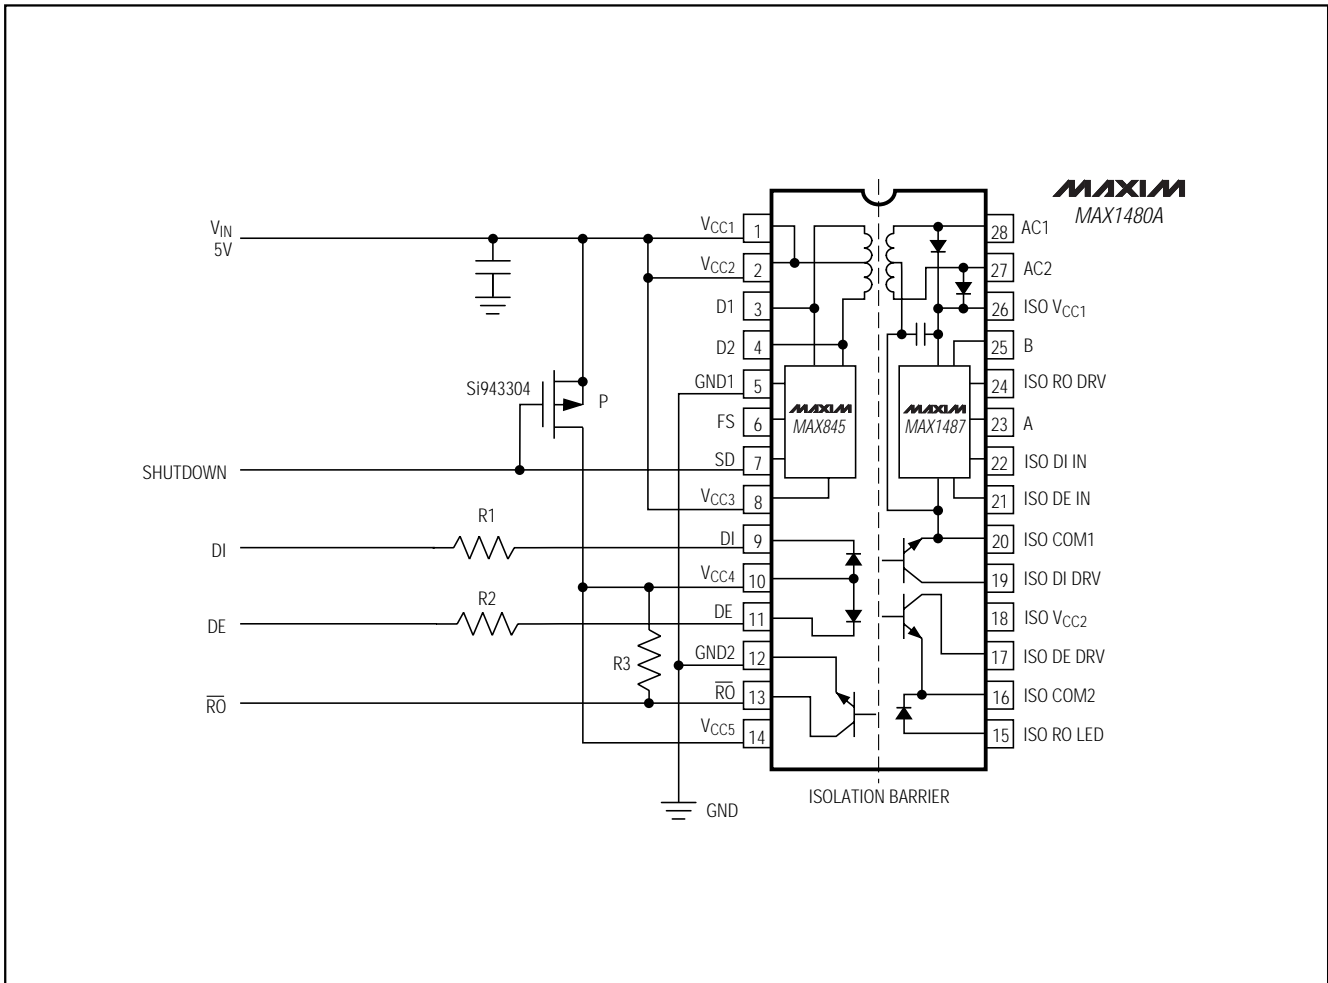 MAXIM
MAX1480A
VIN
5V
VCC1
1
28
AC1
VCC2
2
27
AC2
D1
3
26
ISO VCC1
D2
4
25
B
Si943304
P
GND1
5
MAXIM
MAX845
MAXIM
MAX1487
24
ISO RO DRV
FS
6
23
A
SHUTDOWN
SD
7
22
ISO DI IN
VCC3
8
21
ISO DE IN
R1
DI
DI
9
20
ISO COM1
VCC4
10
19
ISO DI DRV
R2
DE
DE
11
18
ISO VCC2
R3
GND2
12
17
ISO DE DRV
RO
RO
13
16
ISO COM2
VCC5
14
15
ISO RO LED
ISOLATION BARRIER
GND